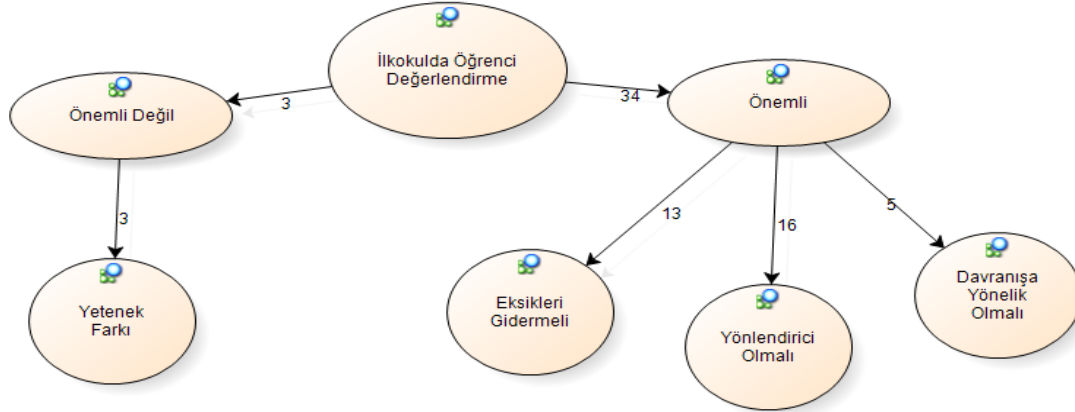 İlkokulda Öğrenci
Değerlendirme
Önemli Değil
3
34
Önemli
3
13
16
5
Yetenek
Farkı
Eksikleri
Gidermeli
Yönlendirici
Olmalı
Davranışa
Yönelik
Olmalı